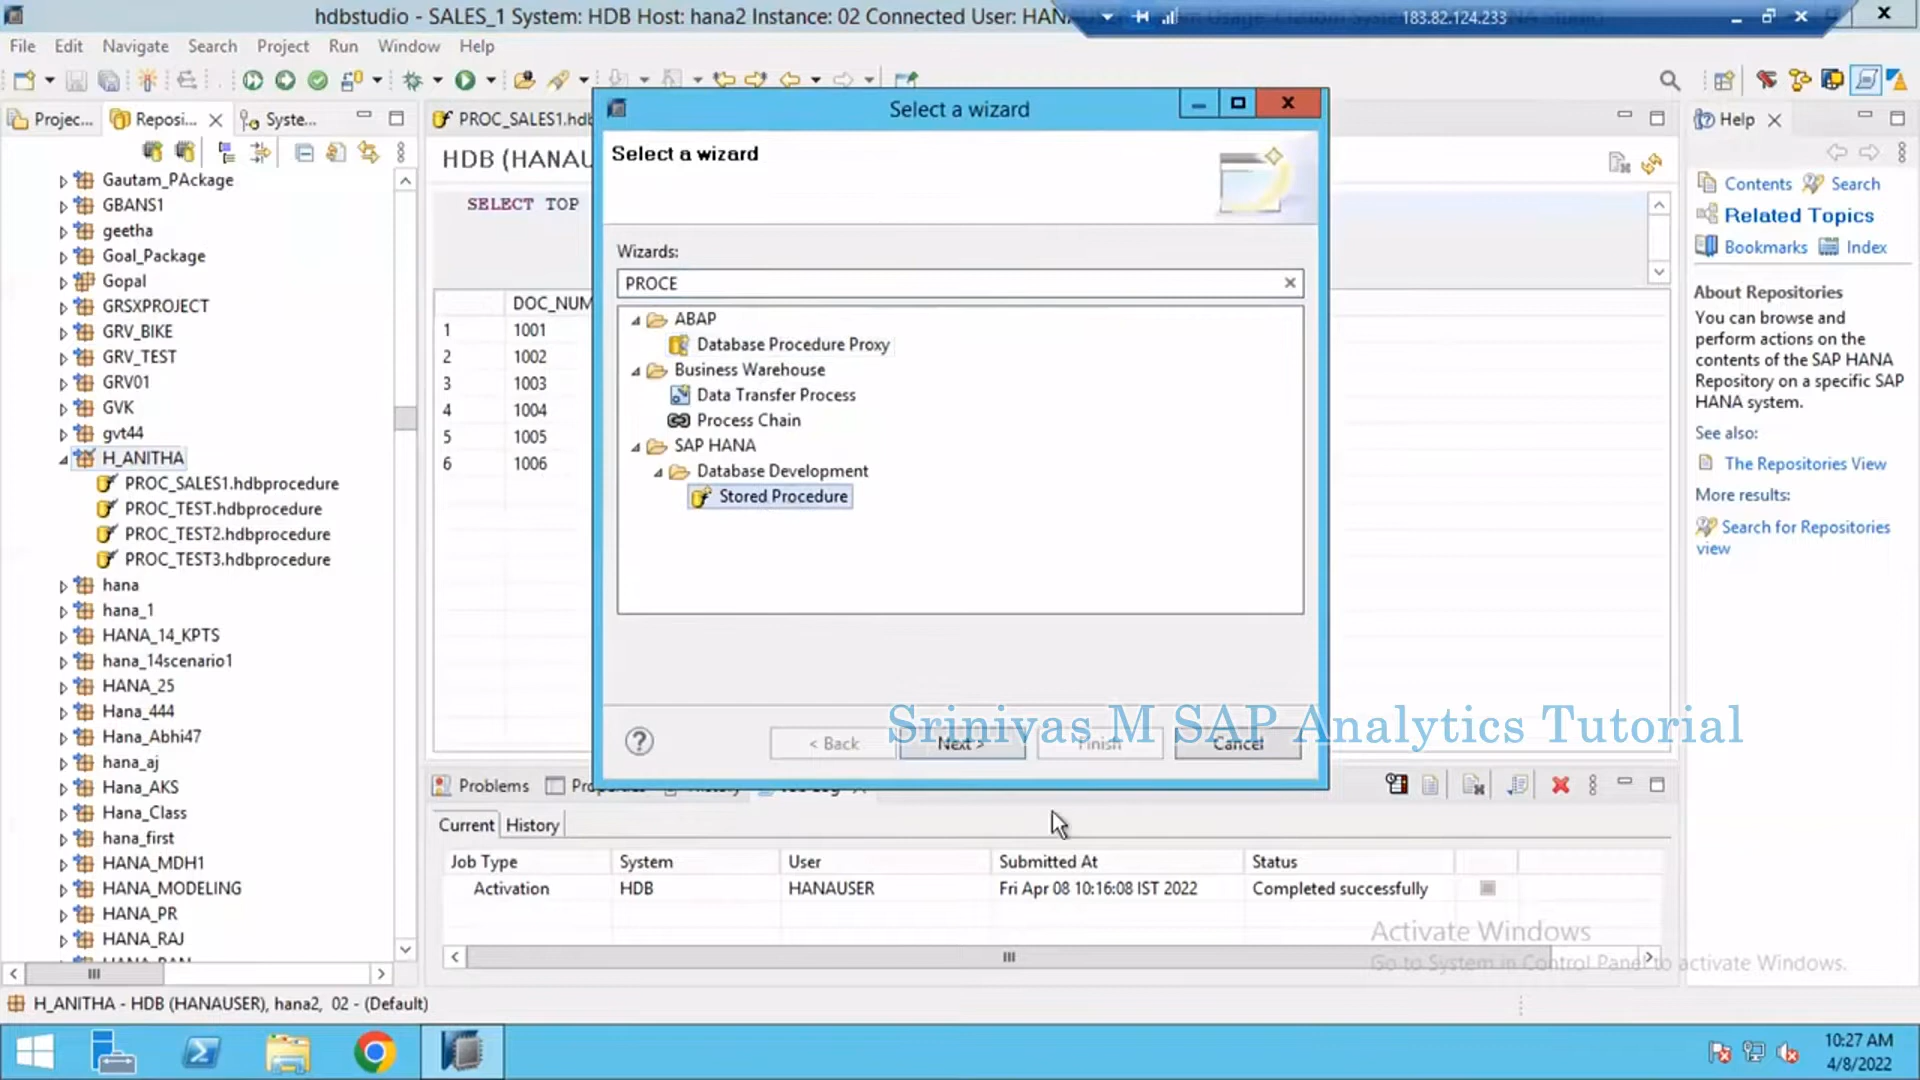 hdbstudio - SALES_1 System: HDB Host: hana2 Instance: 02 Connected User: HANA
183.82.124.233
File Edit Navigate Search Project Run Window Help
Projec... Reposi... Syste...
PROC_SALES1.hdb
Select a wizard
Help
HDB (HANAU
Select a wizard
Contents Search
Related Topics
Bookmarks Index
SELECT TOP
Wizards:
PROCE
DOC_NUM
1 1001
2 1002
3 1003
4 1004
5 1005
6 1006
ABAP
Database Procedure Proxy
Business Warehouse
Data Transfer Process
Process Chain
SAP HANA
Database Development
Stored Procedure
About Repositories
You can browse and
perform actions on the
contents of the SAP HANA
Repository on a specific SAP
HANA system.
See also:
The Repositories View
More results:
Search for Repositories
view
Gautam_PAckage
GBANS1
geetha
Goal_Package
Gopal
GRSXPROJECT
GRV_BIKE
GRV_TEST
GRV01
GVK
gvt44
H_ANITHA
PROC_SALES1.hdbprocedure
PROC_TEST.hdbprocedure
PROC_TEST2.hdbprocedure
PROC_TEST3.hdbprocedure
hana
hana_1
HANA_14_KPTS
hana_14scenario1
HANA_25
Hana_444
Hana_Abhi47
hana_aj
Hana_AKS
Hana_Class
hana_first
HANA_MDH1
HANA_MODELING
HANA_PR
HANA_RAJ
< Back Next > Finish Cancel
Srinivas M SAP Analytics Tutorial
Problems
Current History
Job Type System User Submitted At Status
Activation HDB HANAUSER Fri Apr 08 10:16:08 IST 2022 Completed successfully
Activate Windows
Go to System in Control Panel to activate Windows.
H_ANITHA - HDB (HANAUSER), hana2, 02 - (Default)
10:27 AM
4/8/2022